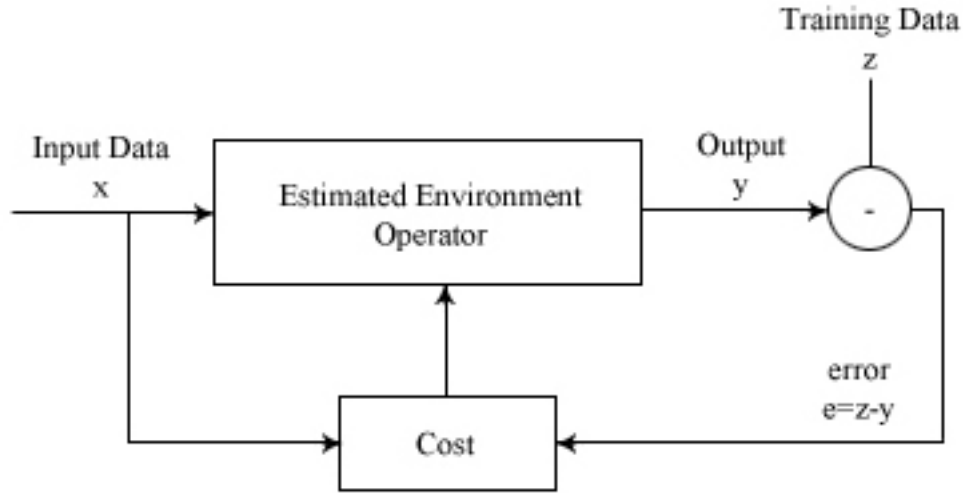 Training Data
z
Input Data
x
Output
y
Estimated Environment
Operator
-
error
e=z-y
Cost